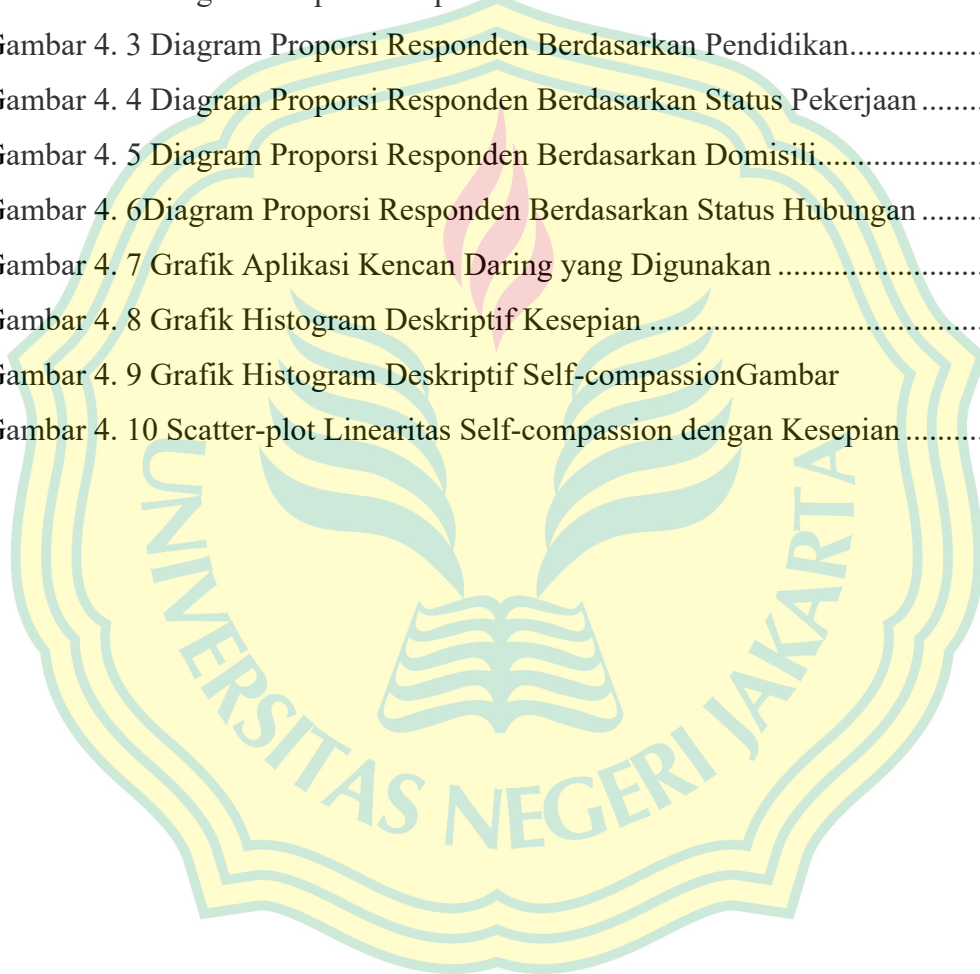 Gambar 4. 3 Diagram Proporsi Responden Berdasarkan Pendidikan.................
Gambar 4. 4 Diagram Proporsi Responden Berdasarkan Status Pekerjaan........
Gambar 4. 5 Diagram Proporsi Responden Berdasarkan Domisili.....................
Gambar 4. 6Diagram Proporsi Responden Berdasarkan Status Hubungan........
Gambar 4. 7 Grafik Aplikasi Kencan Daring yang Digunakan..........................
Gambar 4. 8 Grafik Histogram Deskriptif Kesepian..........................................
Gambar 4. 9 Grafik Histogram Deskriptif Self-compassionGambar
Gambar 4. 10 Scatter-plot Linearitas Self-compassion dengan Kesepian..........
UNIVERSITAS NEGERI JAKARTA